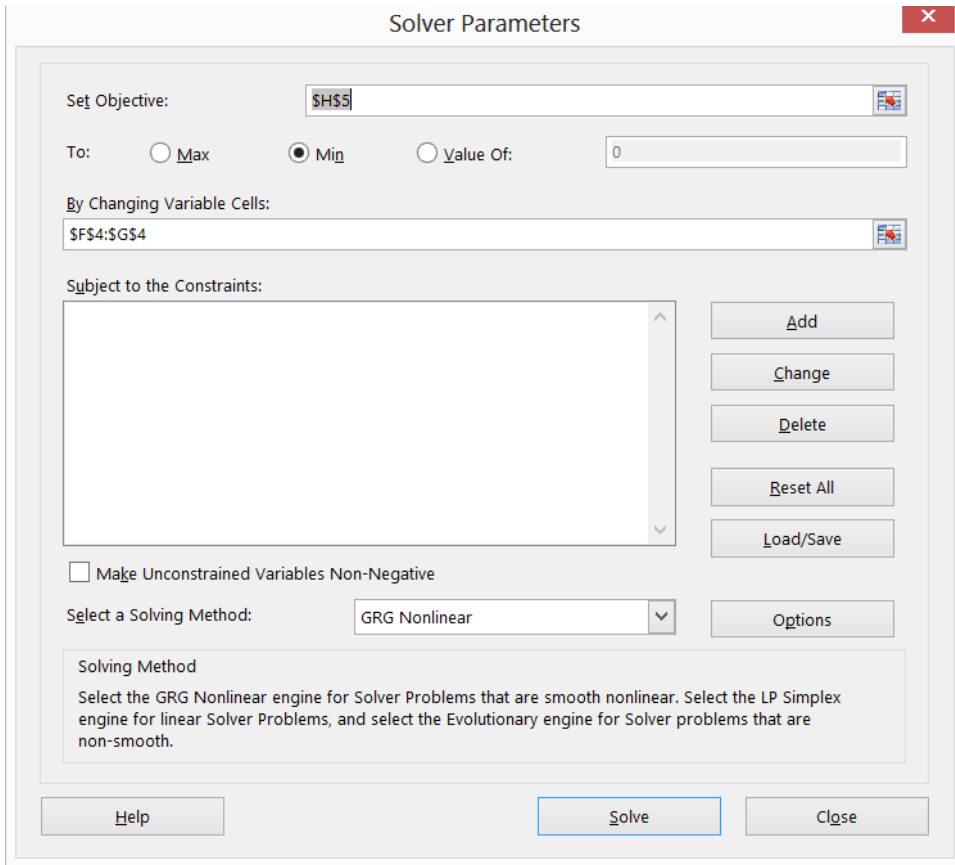 Solver Parameters
Set Objective:
$H$5
To:
Max
Min
Value Of:
0
By Changing Variable Cells:
$F$4:$G$4
Subject to the Constraints:
Add
Change
Delete
Reset All
Load/Save
Make Unconstrained Variables Non-Negative
Select a Solving Method:
GRG Nonlinear
Options
Solving Method
Select the GRG Nonlinear engine for Solver Problems that are smooth nonlinear. Select the LP Simplex
engine for linear Solver Problems, and select the Evolutionary engine for Solver problems that are
non-smooth.
Help
Solve
Close